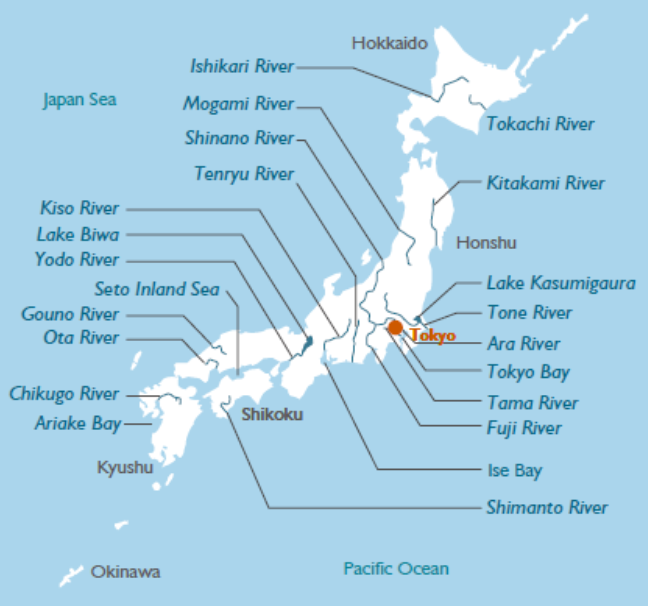 Hokkaido
Ishikari River
Japan Sea
Mogami River
Tokachi River
Shinano River
Tenryu River
Kitakami River
Kiso River
Lake Biwa
Honshu
Yodo River
Seto Inland Sea
Lake Kasumigaura
Gouno River
Tone River
Ota River
Tokyo
Ara River
Tokyo Bay
Chikugo River
Tama River
Shikoku
Ariake Bay
Fuji River
Kyushu
Ise Bay
Shimanto River
Okinawa
Pacific Ocean